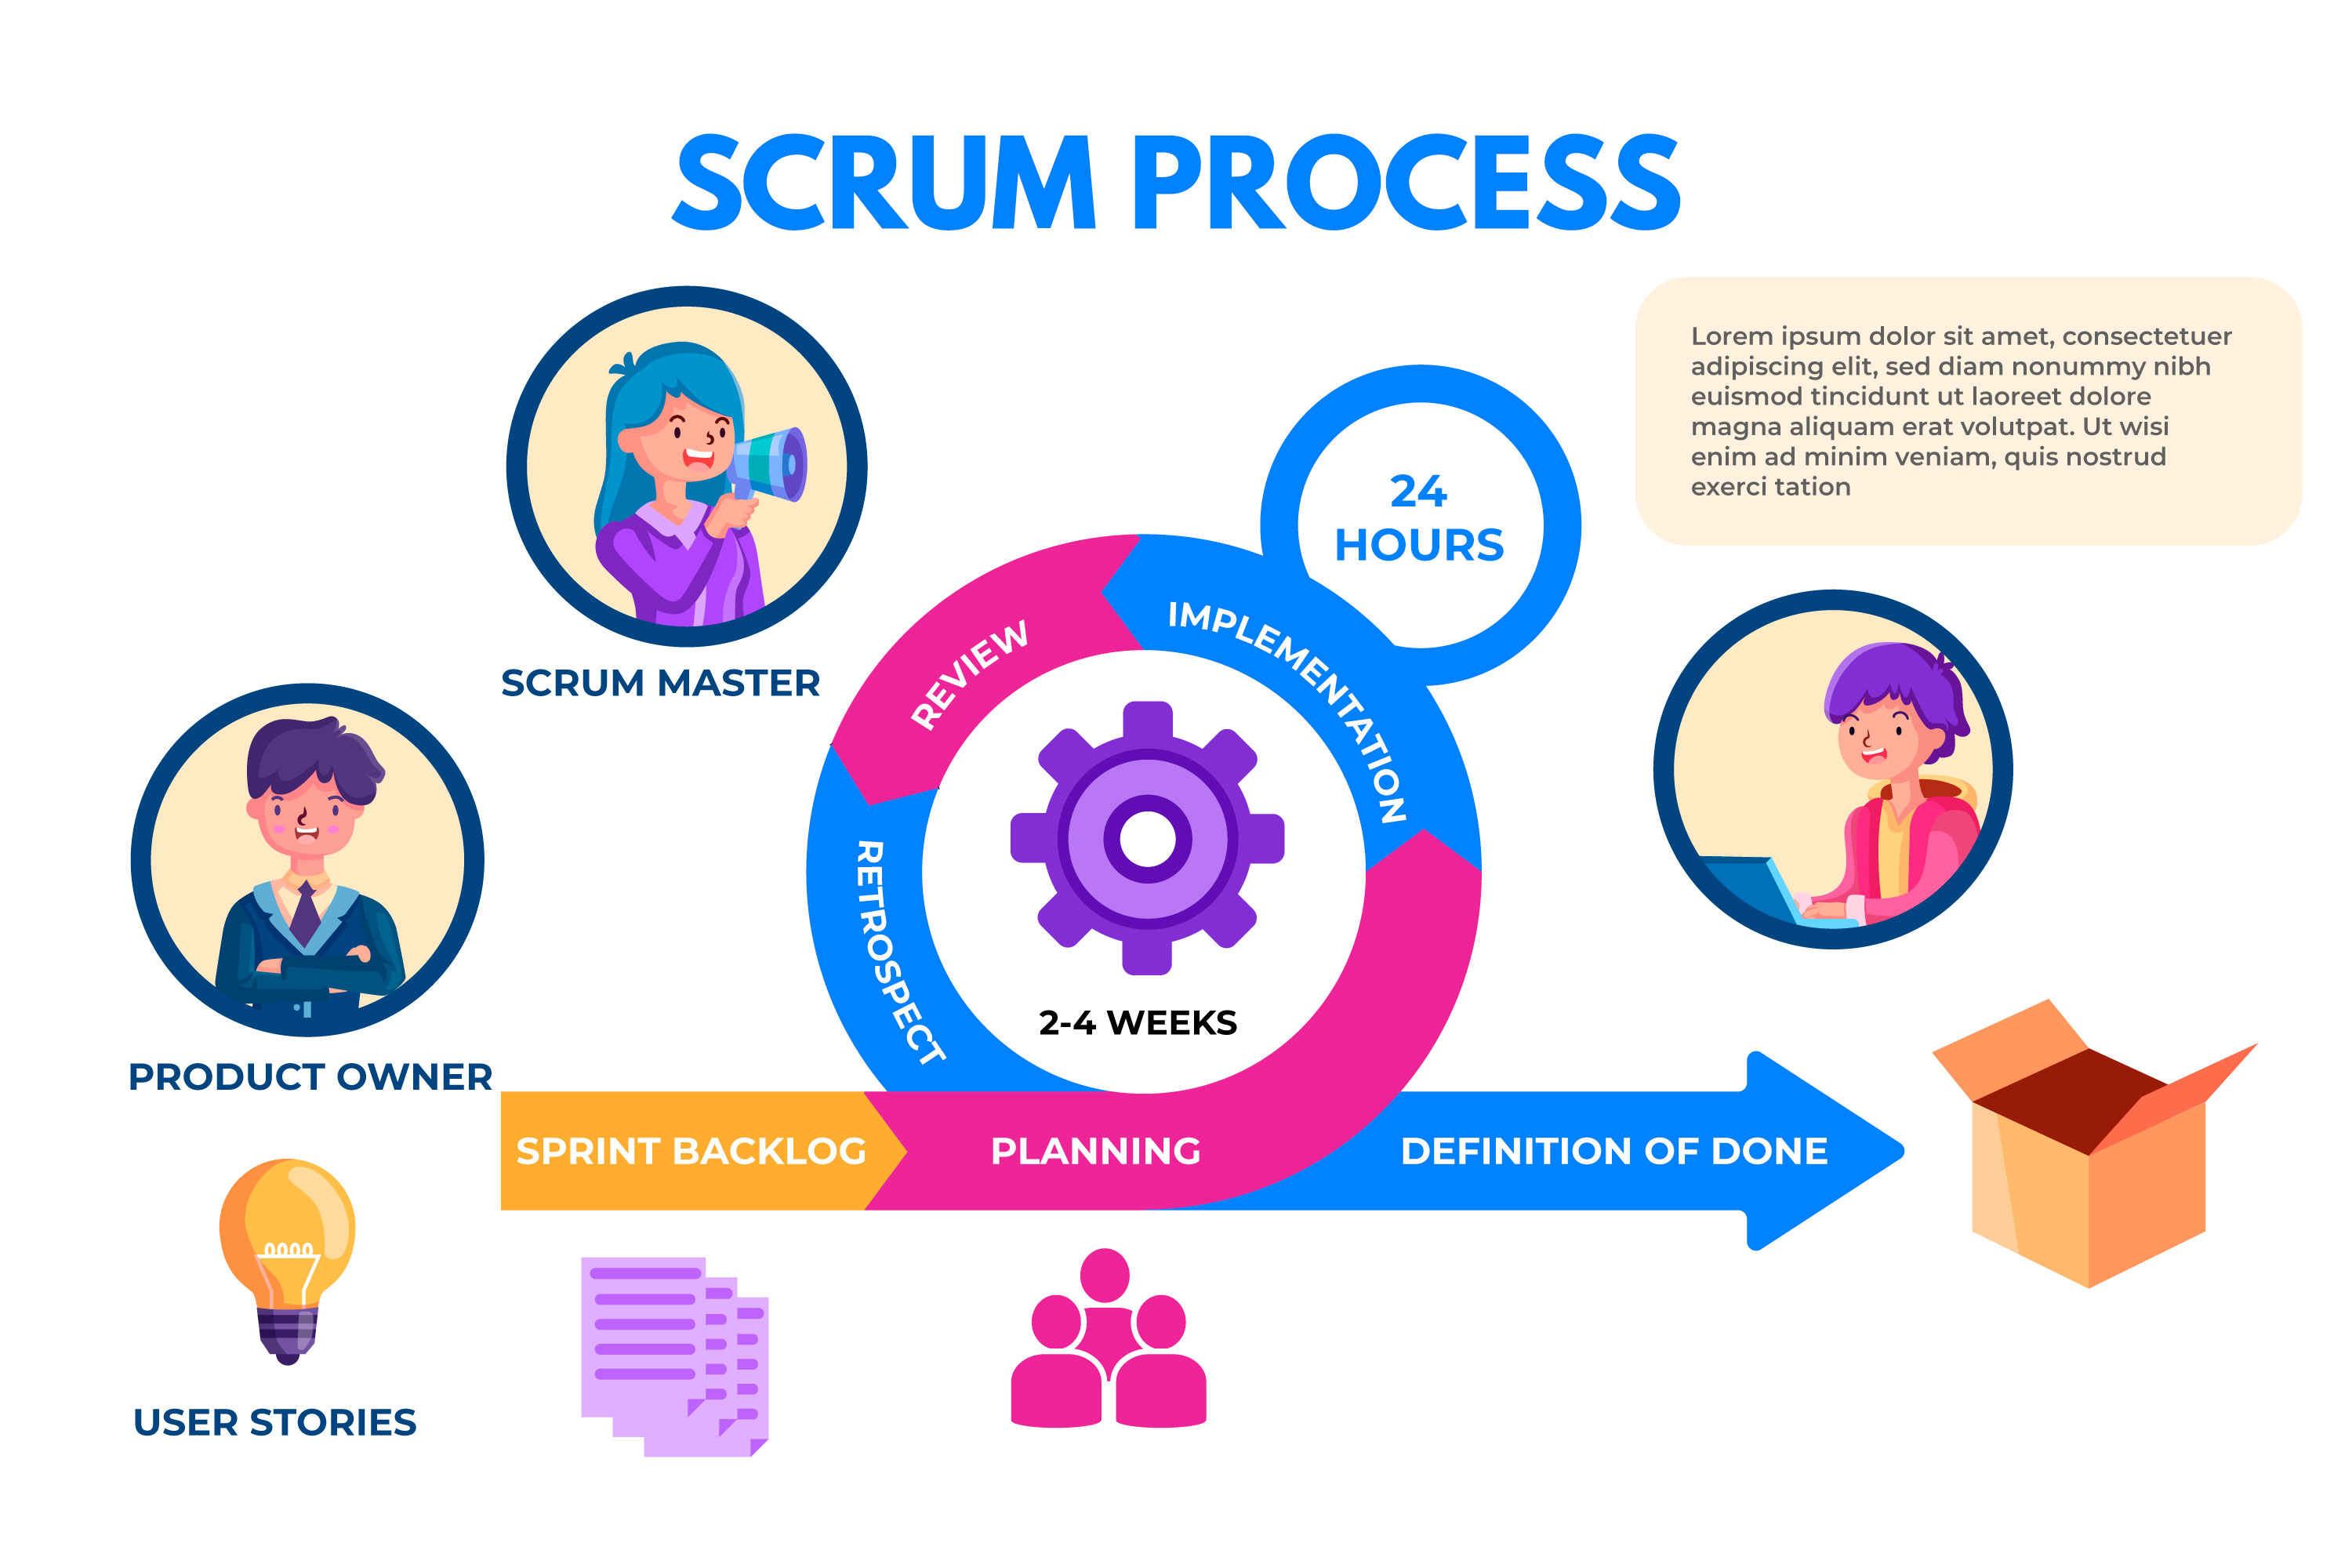 SCRUM PROCESS
Lorem ipsum dolor sit amet, consectetuer
adipiscing elit, sed diam nonummy nibh
euismod tincidunt ut laoreet dolore
magna aliquam erat volutpat. Ut wisi
enim ad minim veniam, quis nostrud
exerci tation
24
HOURS
SCRUM MASTER
REVIEW
IMPLEMENTATION
RETROSPECT
2-4 WEEKS
PRODUCT OWNER
SPRINT BACKLOG
PLANNING
DEFINITION OF DONE
USER STORIES